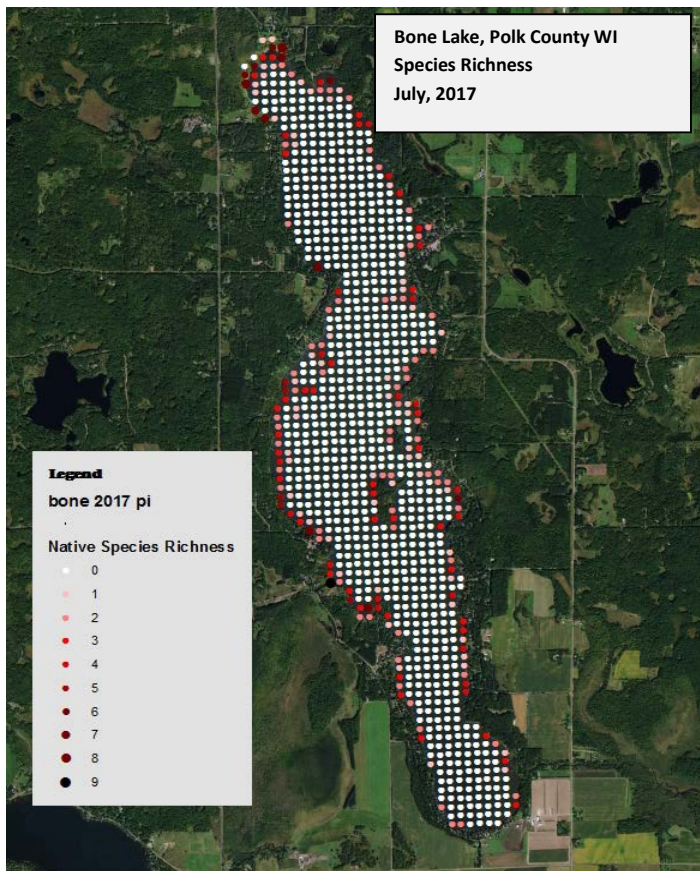 Bone Lake, Polk County WI
Species Richness
July, 2017
Legend
bone 2017 pi
Native Species Richness
0
1
2
3
4
5
6
7
8
9